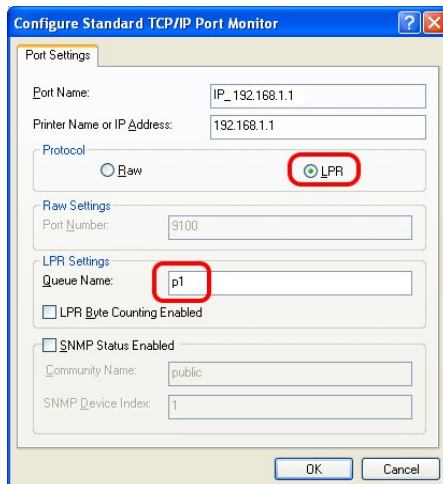 Configure Standard TCP/IP Port Monitor
Port Settings
Port Name: IP_192.168.1.1
Printer Name or IP Address: 192.168.1.1
Protocol
Raw LPR
Raw Settings
Port Number: 9100
LPR Settings
Queue Name: p1
LPR Byte Counting Enabled
SNMP Status Enabled
Community Name: public
SNMP Device Index: 1
OK Cancel